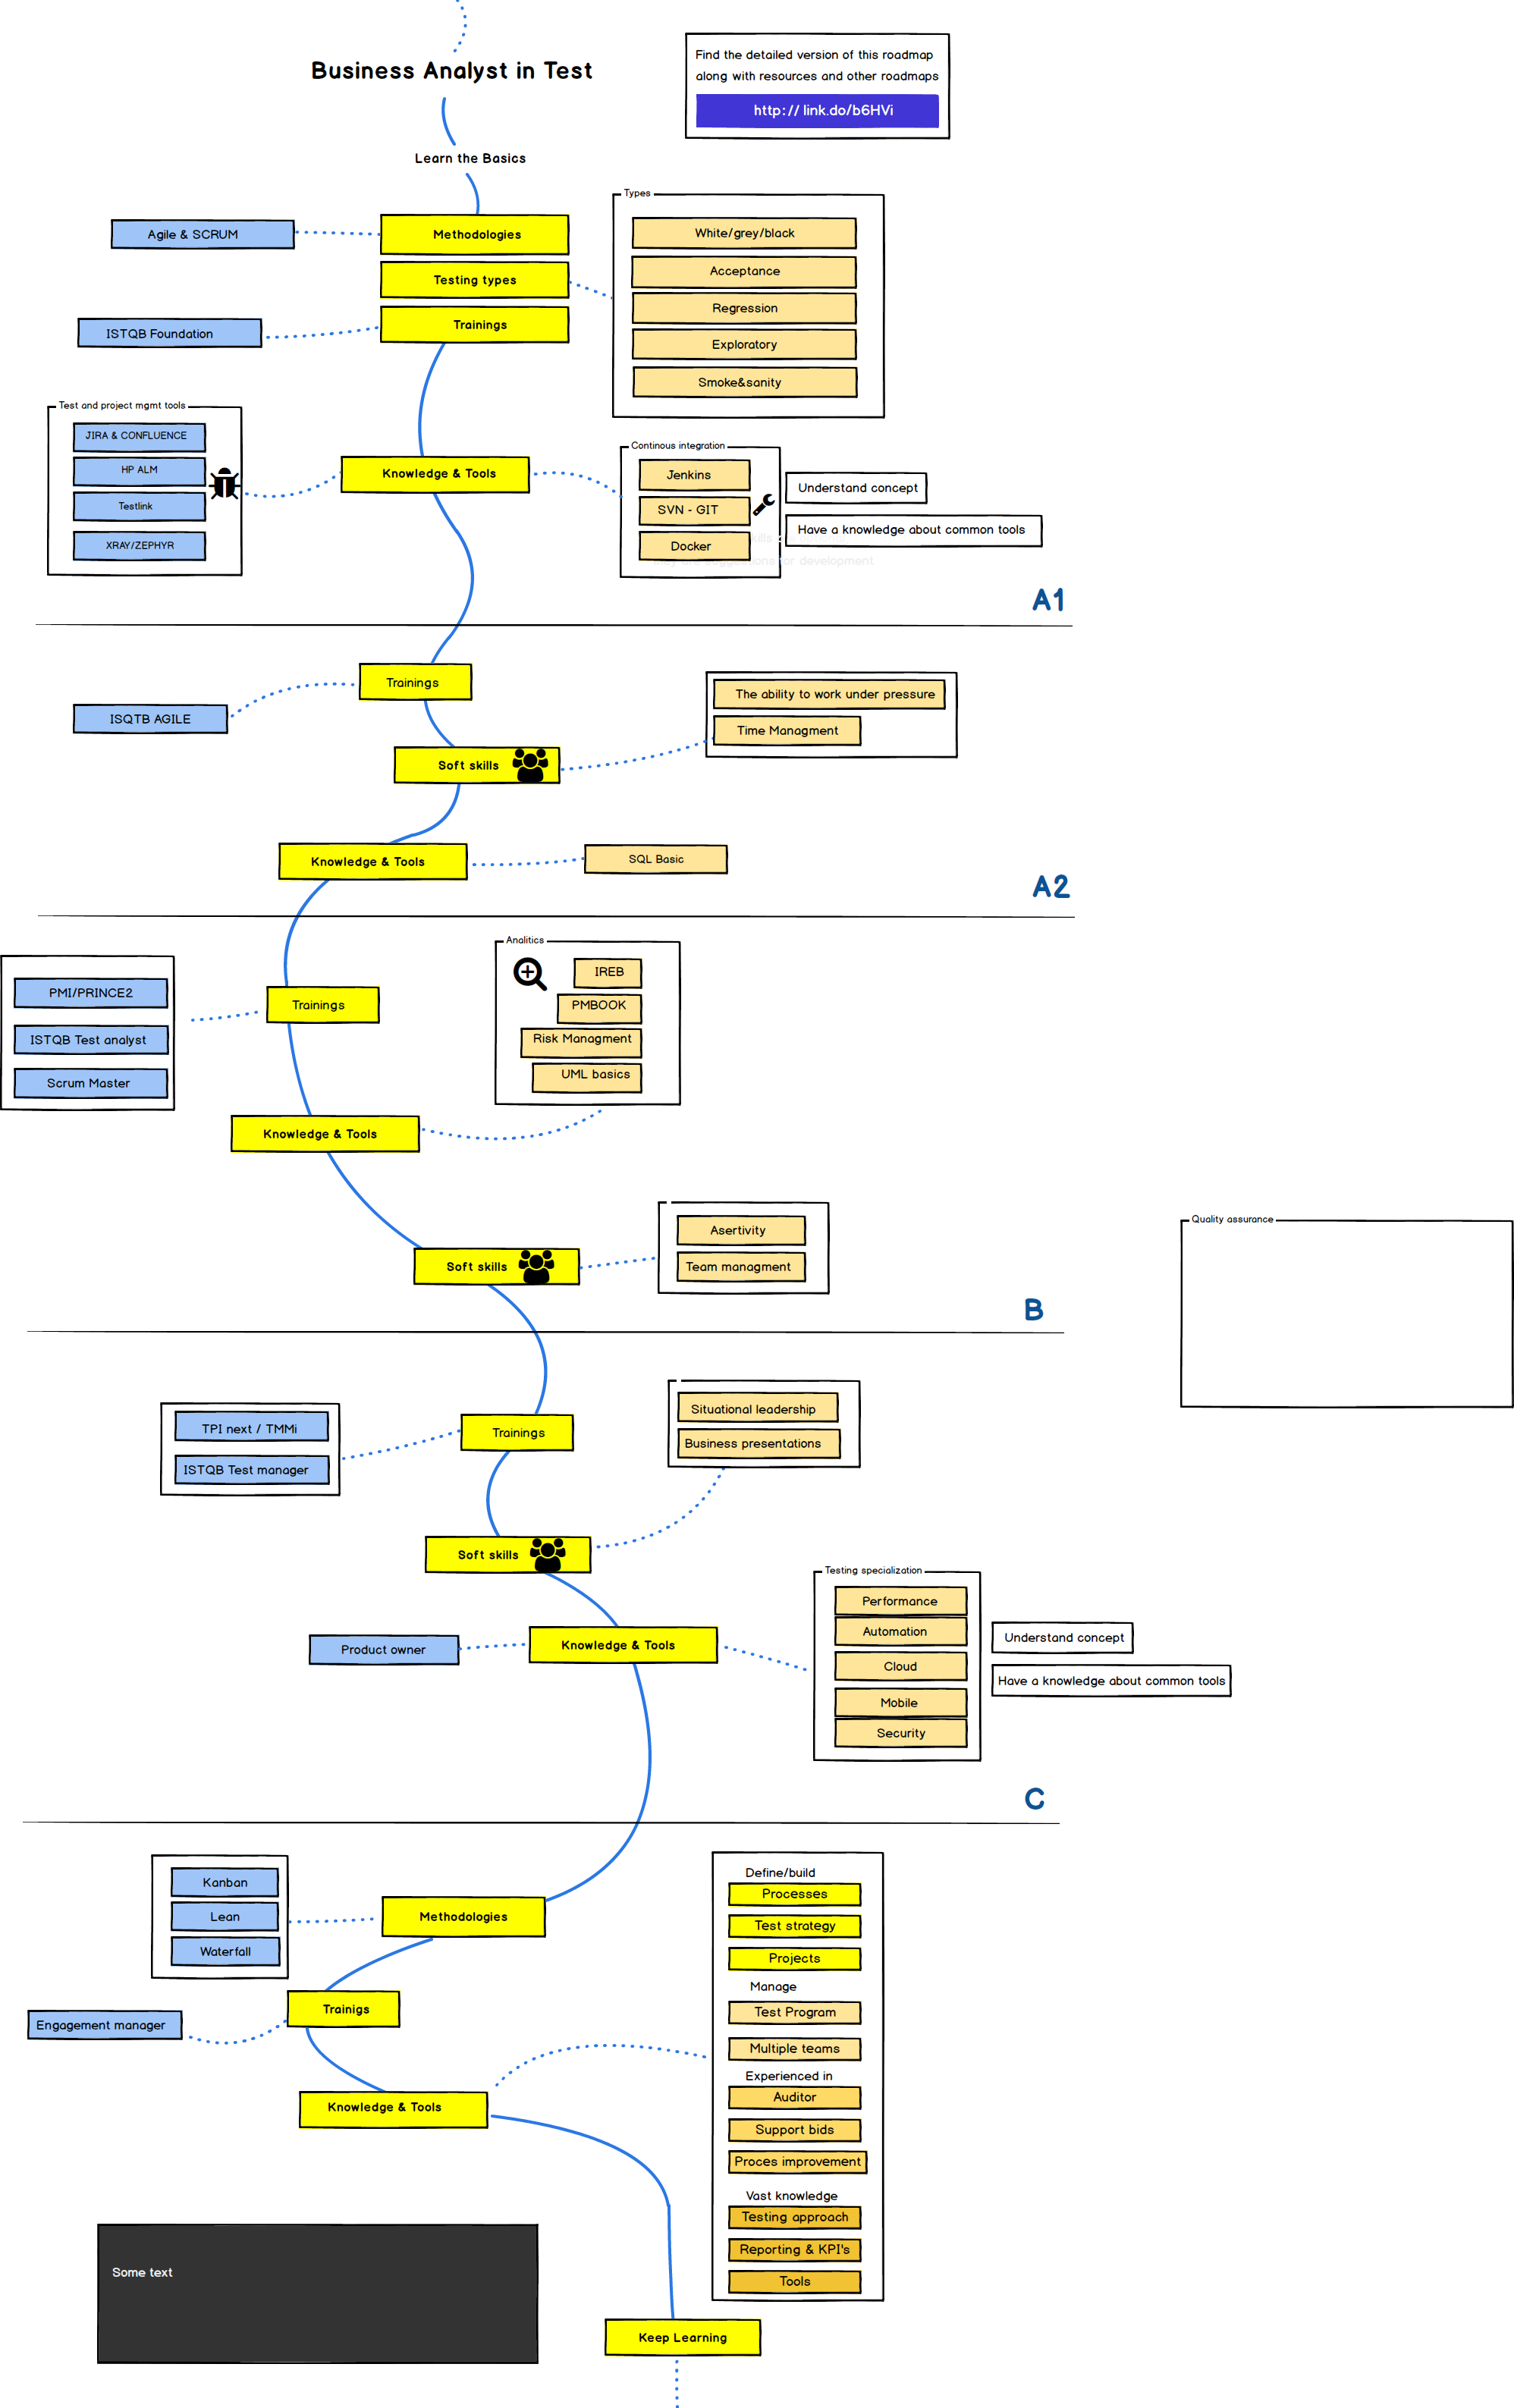 Business Analyst in Test
Find the detailed version of this roadmap
along with resources and other roadmaps
http:// link.do/b6HVi
Learn the Basics
Types
Agile & SCRUM
Methodologies
White/grey/black
Testing types
Acceptance
Regression
Trainings
ISTQB Foundation
Exploratory
Smoke&sanity
Test and project mgmt tools
JIRA & CONFLUENCE
HP ALM
Testlink
XRAY/ZEPHYR
Knowledge & Tools
Continous integration
Jenkins
SVN - GIT
Docker
Understand concept
Have a knowledge about common tools
for development
A1
Trainings
ISQTB AGILE
The ability to work under pressure
Time Managment
Soft skills
Knowledge & Tools
SQL Basic
A2
Analitics
IREB
PMBOOK
Risk Managment
UML basics
PMI/PRINCE2
ISTQB Test analyst
Scrum Master
Trainings
Knowledge & Tools
Asertivity
Team managment
Soft skills
Quality assurance
B
Situational leadership
Business presentations
TPI next / TMMi
ISTQB Test manager
Trainings
Soft skills
Testing specialization
Performance
Automation
Cloud
Mobile
Security
Understand concept
Have a knowledge about common tools
Product owner
Knowledge & Tools
C
Kanban
Lean
Waterfall
Methodologies
Define/build
Processes
Test strategy
Projects
Manage
Test Program
Multiple teams
Experienced in
Auditor
Support bids
Proces improvement
Vast knowledge
Testing approach
Reporting & KPI's
Tools
Trainigs
Engagement manager
Knowledge & Tools
Some text
Keep Learning